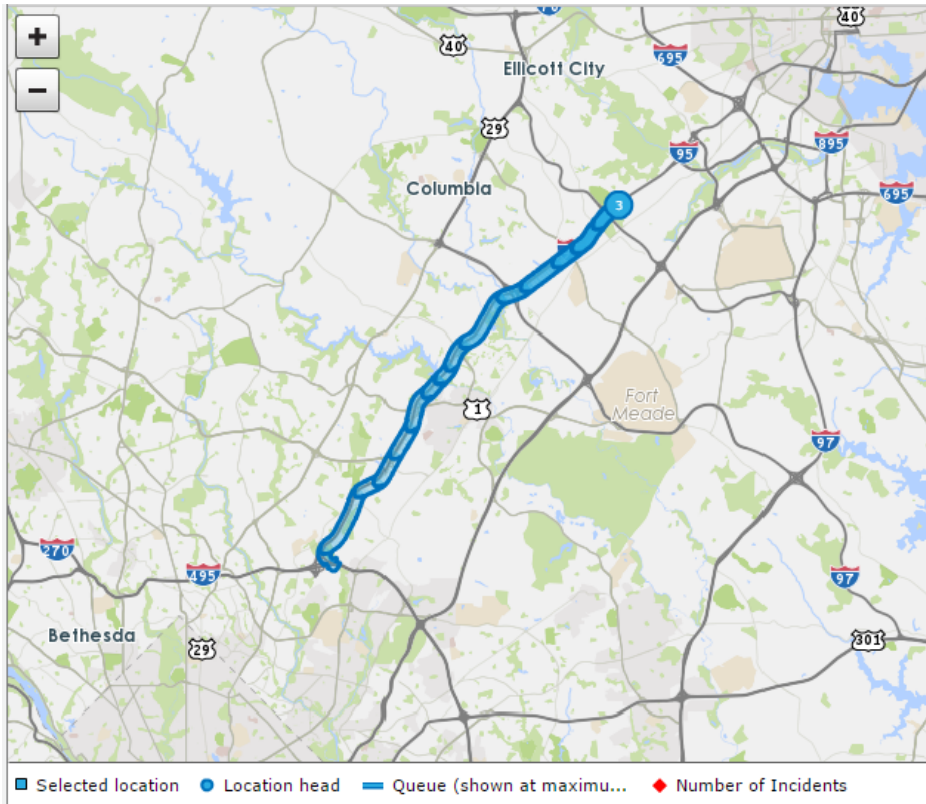 +
−
70
40
40
Ellicott City
695
29
95
895
Columbia
695
3
1
Fort
Meade
97
270
495
97
Bethesda
29
301
Selected location
Location head
Queue (shown at maximu...
Number of Incidents